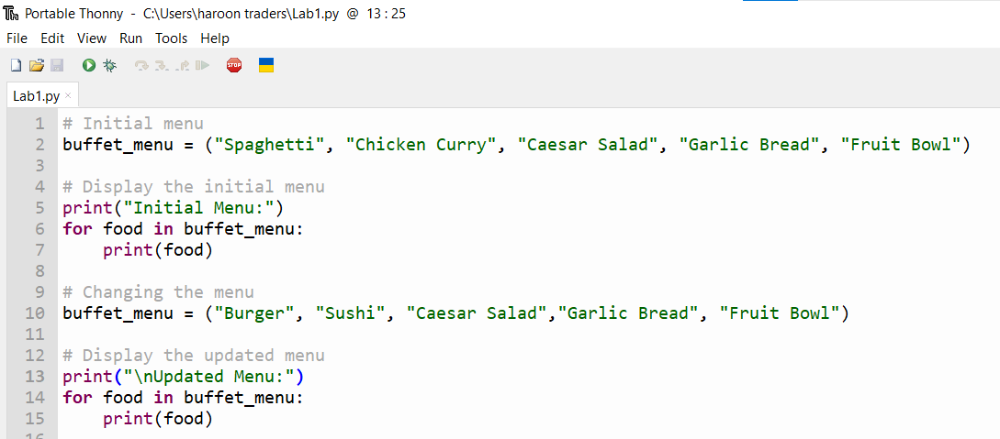 Portable Thonny - C:\Users\haroon traders\Lab1.py @ 13 : 25
File Edit View Run Tools Help
STOP
Lab1.py ×
1 # Initial menu
2 buffet_menu = ("Spaghetti", "Chicken Curry", "Caesar Salad", "Garlic Bread", "Fruit Bowl")
3
4 # Display the initial menu
5 print("Initial Menu:")
6 for food in buffet_menu:
7     print(food)
8
9 # Changing the menu
10 buffet_menu = ("Burger", "Sushi", "Caesar Salad","Garlic Bread", "Fruit Bowl")
11
12 # Display the updated menu
13 print("\nUpdated Menu:")
14 for food in buffet_menu:
15     print(food)
16